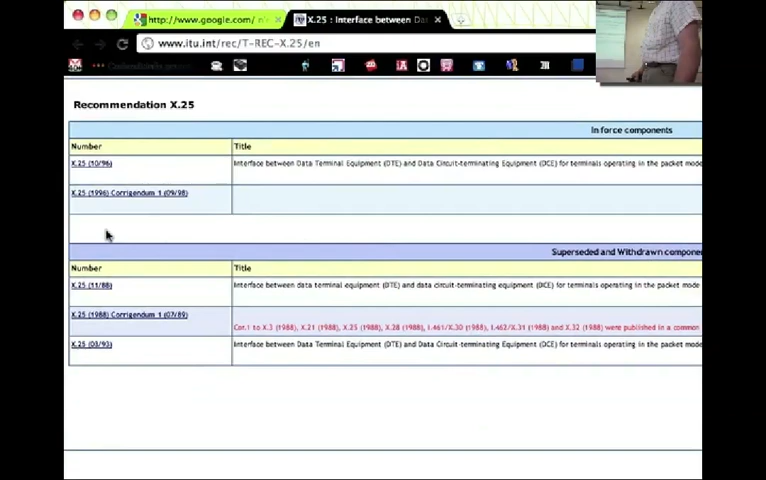 http://www.google.com/
X.25 : Interface between Da
www.itu.int/rec/T-REC-X.25/en
Recommendation X.25
In force components
Number Title
X.25 (10/96) Interface between Data Terminal Equipment (DTE) and Data Circuit-terminating Equipment (DCE) for terminals operating in the packet mode
X.25 (1996) Corrigendum 1 (09/98)
Superseded and Withdrawn compone
Number Title
X.25 (11/88) Interface between data terminal equipment (DTE) and data circuit-terminating equipment (DCE) for terminals operating in the packet mode
X.25 (1988) Corrigendum 1 (07/89)
Cor.1 to X.3 (1988), X.21 (1988), X.25 (1988), X.28 (1988), I.461/X.30 (1988), I.462/X.31 (1988) and X.32 (1988) were published in a common
X.25 (03/93) Interface between Data Terminal Equipment (DTE) and Data Circuit-terminating Equipment (DCE) for terminals operating in the packet mode